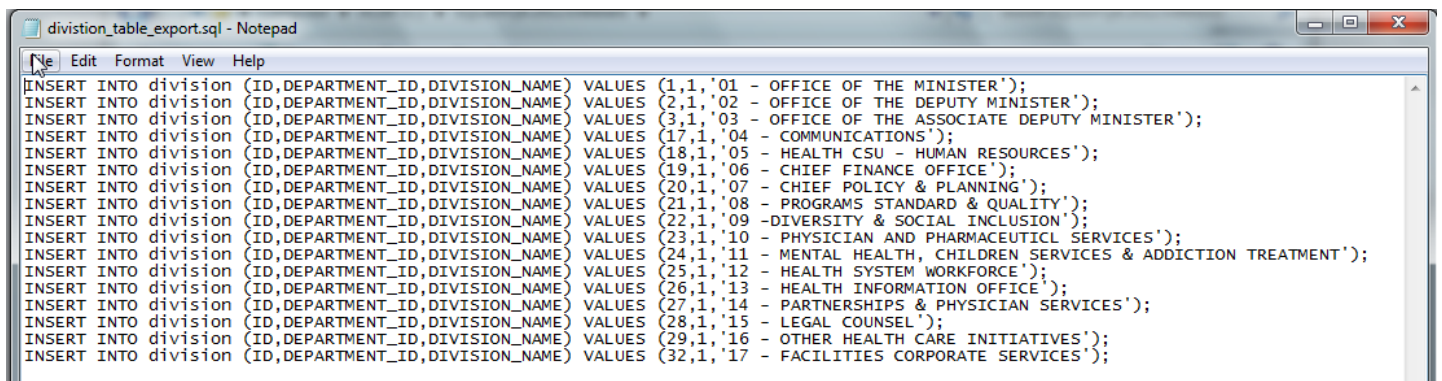 divistion_table_export.sql - Notepad
File Edit Format View Help
INSERT INTO division (ID,DEPARTMENT_ID,DIVISION_NAME) VALUES (1,1,'01 - OFFICE OF THE MINISTER');
INSERT INTO division (ID,DEPARTMENT_ID,DIVISION_NAME) VALUES (2,1,'02 - OFFICE OF THE DEPUTY MINISTER');
INSERT INTO division (ID,DEPARTMENT_ID,DIVISION_NAME) VALUES (3,1,'03 - OFFICE OF THE ASSOCIATE DEPUTY MINISTER');
INSERT INTO division (ID,DEPARTMENT_ID,DIVISION_NAME) VALUES (17,1,'04 - COMMUNICATIONS');
INSERT INTO division (ID,DEPARTMENT_ID,DIVISION_NAME) VALUES (18,1,'05 - HEALTH CSU - HUMAN RESOURCES');
INSERT INTO division (ID,DEPARTMENT_ID,DIVISION_NAME) VALUES (19,1,'06 - CHIEF FINANCE OFFICE');
INSERT INTO division (ID,DEPARTMENT_ID,DIVISION_NAME) VALUES (20,1,'07 - CHIEF POLICY & PLANNING');
INSERT INTO division (ID,DEPARTMENT_ID,DIVISION_NAME) VALUES (21,1,'08 - PROGRAMS STANDARD & QUALITY');
INSERT INTO division (ID,DEPARTMENT_ID,DIVISION_NAME) VALUES (22,1,'09 -DIVERSITY & SOCIAL INCLUSION');
INSERT INTO division (ID,DEPARTMENT_ID,DIVISION_NAME) VALUES (23,1,'10 - PHYSICIAN AND PHARMACEUTICL SERVICES');
INSERT INTO division (ID,DEPARTMENT_ID,DIVISION_NAME) VALUES (24,1,'11 - MENTAL HEALTH, CHILDREN SERVICES & ADDICTION TREATMENT');
INSERT INTO division (ID,DEPARTMENT_ID,DIVISION_NAME) VALUES (25,1,'12 - HEALTH SYSTEM WORKFORCE');
INSERT INTO division (ID,DEPARTMENT_ID,DIVISION_NAME) VALUES (26,1,'13 - HEALTH INFORMATION OFFICE');
INSERT INTO division (ID,DEPARTMENT_ID,DIVISION_NAME) VALUES (27,1,'14 - PARTNERSHIPS & PHYSICIAN SERVICES');
INSERT INTO division (ID,DEPARTMENT_ID,DIVISION_NAME) VALUES (28,1,'15 - LEGAL COUNSEL');
INSERT INTO division (ID,DEPARTMENT_ID,DIVISION_NAME) VALUES (29,1,'16 - OTHER HEALTH CARE INITIATIVES');
INSERT INTO division (ID,DEPARTMENT_ID,DIVISION_NAME) VALUES (32,1,'17 - FACILITIES CORPORATE SERVICES');